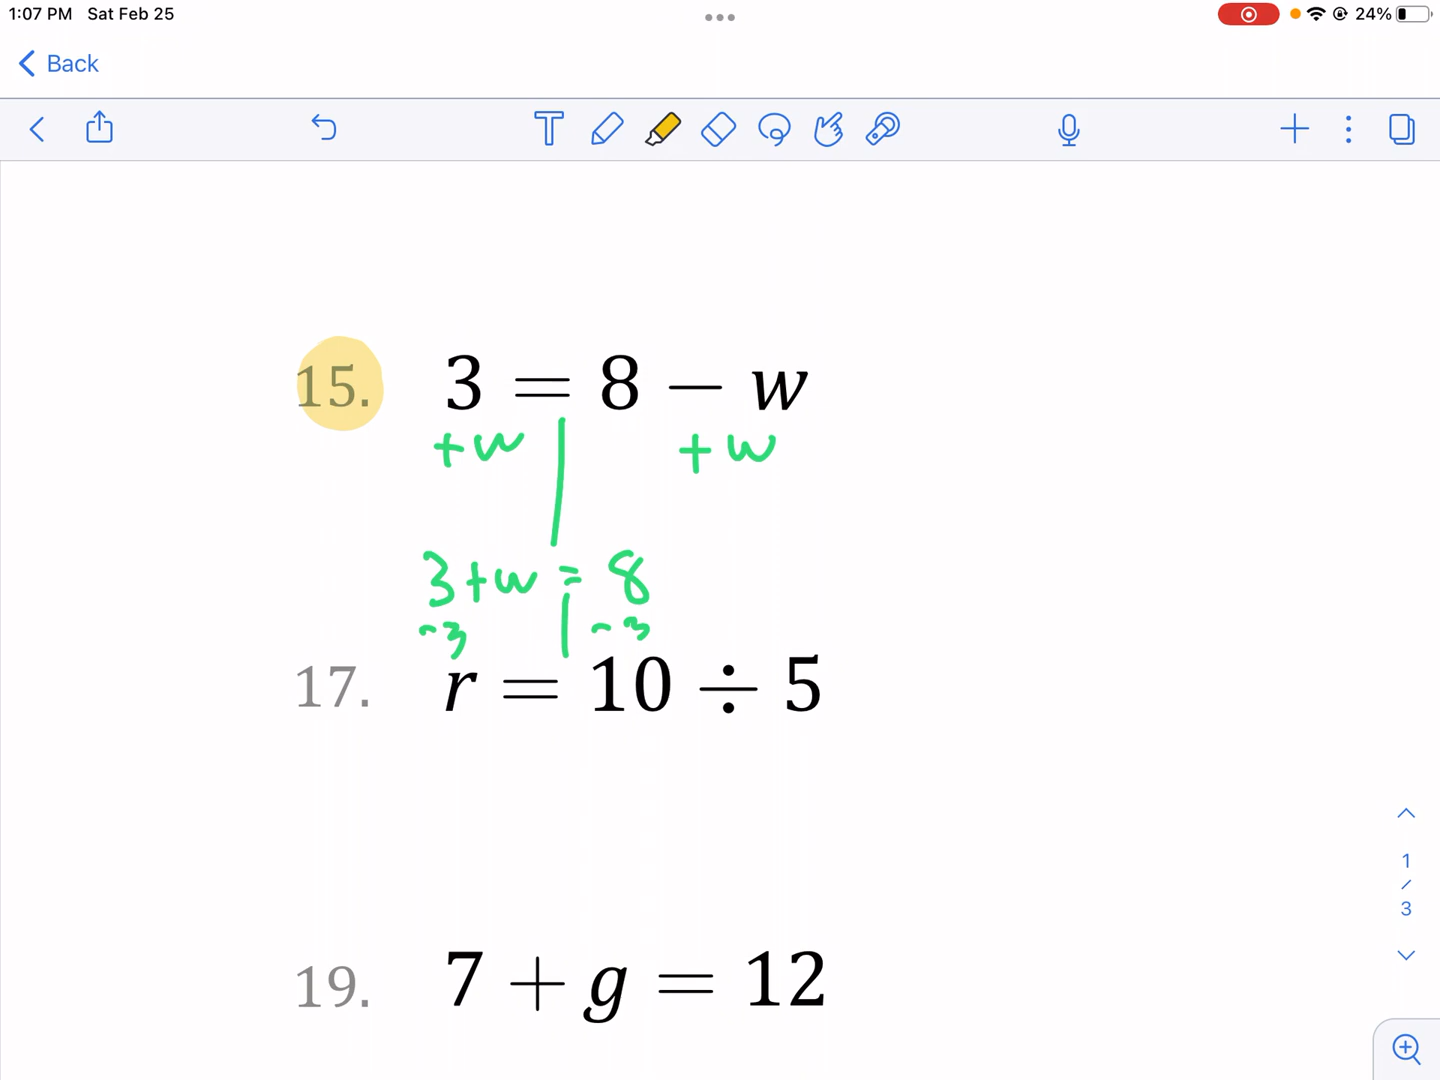 1:07 PM Sat Feb 25
24%
Back
15. 3 = 8 − w
+w +w
3+w = 8
-3 -3
17. r = 10 ÷ 5
1
/
3
19. 7 + g = 12